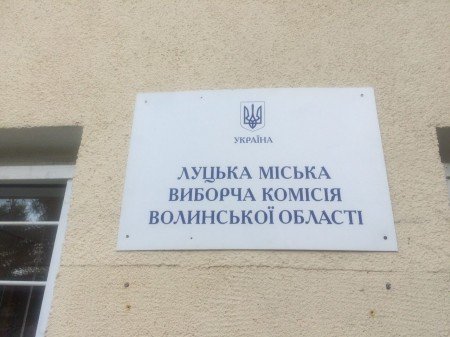 УКРАЇНА
ЛУЦЬКА МІСЬКА
ВИБОРЧА КОМІСІЯ
ВОЛИНСЬКОЇ ОБЛАСТІ